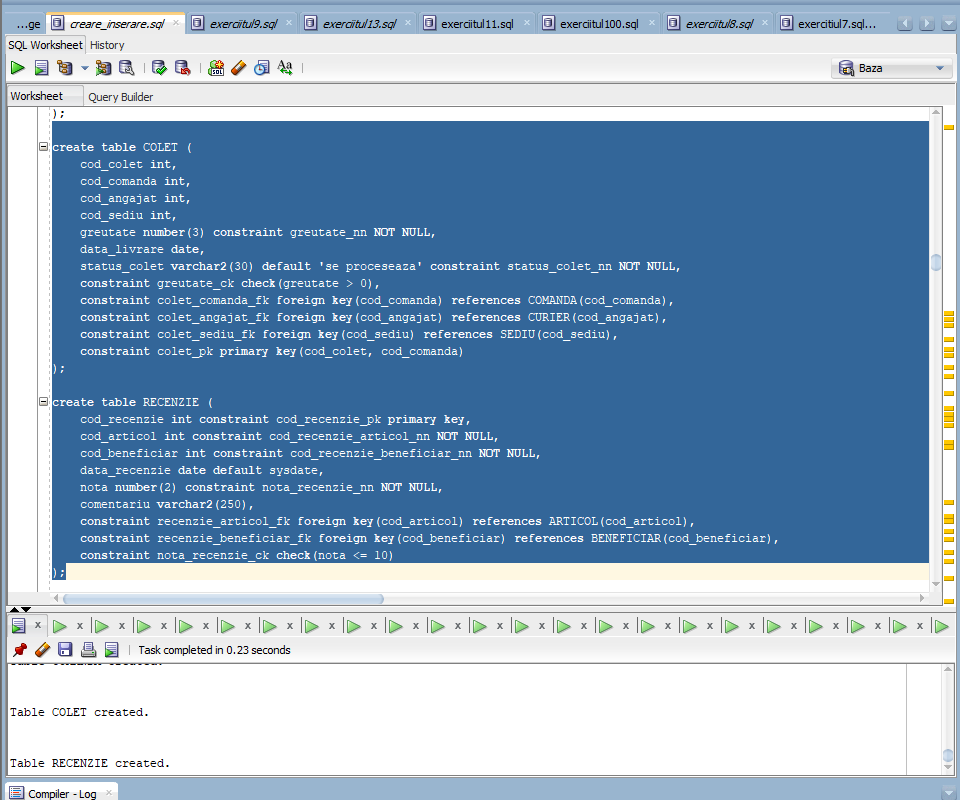 ...ge creare_inserare.sql exerciitul9.sql exerciitul13.sql exerciitul11.sql exerciitul100.sql exerciitul8.sql exercitiul7.sql...
SQL Worksheet History
Baza
Worksheet Query Builder
);
create table COLET (
cod_colet int,
cod_comanda int,
cod_angajat int,
cod_sediu int,
greutate number(3) constraint greutate_nn NOT NULL,
data_livrare date,
status_colet varchar2(30) default 'se proceseaza' constraint status_colet_nn NOT NULL,
constraint greutate_ck check(greutate > 0),
constraint colet_comanda_fk foreign key(cod_comanda) references COMANDA(cod_comanda),
constraint colet_angajat_fk foreign key(cod_angajat) references CURIER(cod_angajat),
constraint colet_sediu_fk foreign key(cod_sediu) references SEDIU(cod_sediu),
constraint colet_pk primary key(cod_colet, cod_comanda)
);
create table RECENZIE (
cod_recenzie int constraint cod_recenzie_pk primary key,
cod_articol int constraint cod_recenzie_articol_nn NOT NULL,
cod_beneficiar int constraint cod_recenzie_beneficiar_nn NOT NULL,
data_recenzie date default sysdate,
nota number(2) constraint nota_recenzie_nn NOT NULL,
comentariu varchar2(250),
constraint recenzie_articol_fk foreign key(cod_articol) references ARTICOL(cod_articol),
constraint recenzie_beneficiar_fk foreign key(cod_beneficiar) references BENEFICIAR(cod_beneficiar),
constraint nota_recenzie_ck check(nota <= 10)
);
Task completed in 0.23 seconds
Table COLET created.
Table RECENZIE created.
Compiler - Log